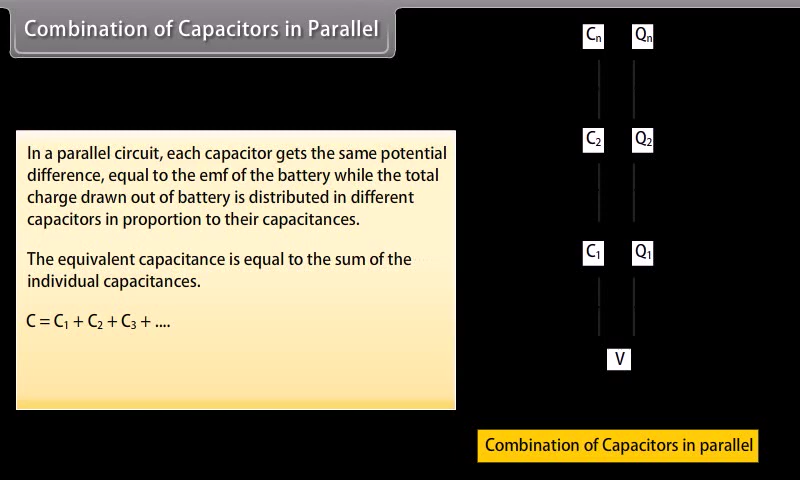 Combination of Capacitors in Parallel
In a parallel circuit, each capacitor gets the same potential
difference, equal to the emf of the battery while the total
charge drawn out of battery is distributed in different
capacitors in proportion to their capacitances.
The equivalent capacitance is equal to the sum of the
individual capacitances.
C = C₁ + C₂ + C₃ + ....
Cₙ Qₙ
C₂ Q₂
C₁ Q₁
V
Combination of Capacitors in parallel